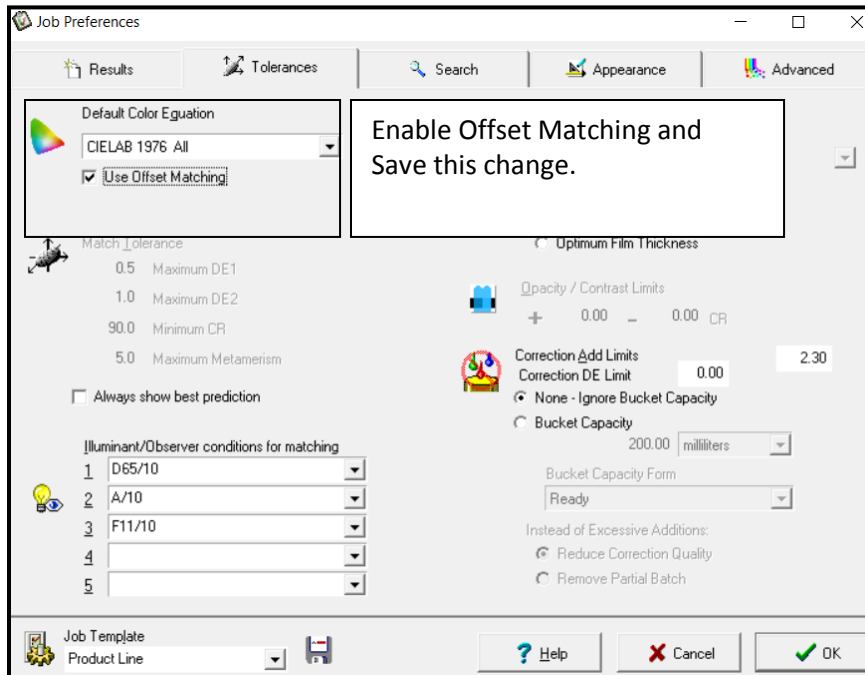 Job Preferences
Results
Tolerances
Search
Appearance
Advanced
Default Color Equation
CIELAB 1976 All
Use Offset Matching
Enable Offset Matching and
Save this change.
Match Tolerance
0.5 Maximum DE1
1.0 Maximum DE2
90.0 Minimum CR
5.0 Maximum Metamerism
Always show best prediction
Illuminant/Observer conditions for matching
1 D65/10
2 A/10
3 F11/10
4
5
Optimum Film Thickness
Opacity / Contrast Limits
+ 0.00 - 0.00 CR
Correction Add Limits 2.30
Correction DE Limit 0.00
None - Ignore Bucket Capacity
Bucket Capacity
200.00 milliliters
Bucket Capacity Form
Ready
Instead of Excessive Additions:
Reduce Correction Quality
Remove Partial Batch
Job Template
Product Line
? Help
Cancel
OK